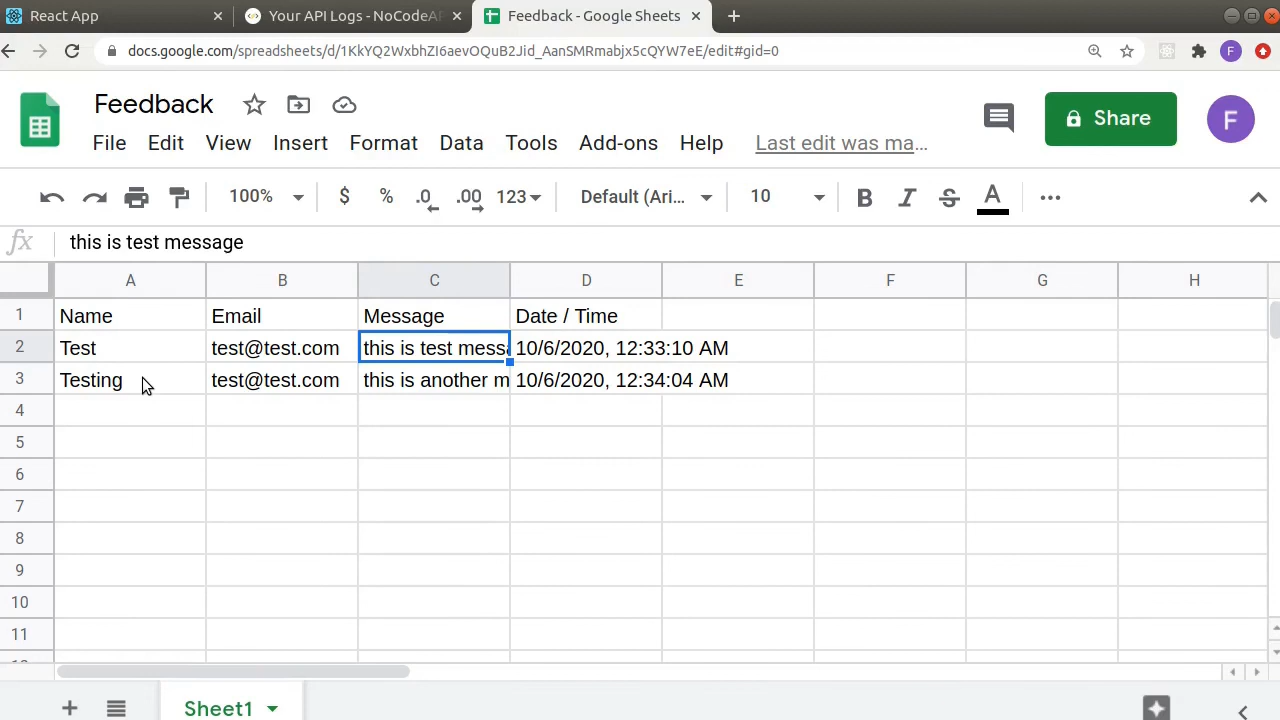 React App
Your API Logs - NoCodeAP
Feedback - Google Sheets
docs.google.com/spreadsheets/d/1KkYQ2WxbhZI6aevOQuB2Jid_AanSMRmabjx5cQYW7eE/edit#gid=0
F
Feedback
Share
F
File Edit View Insert Format Data Tools Add-ons Help Last edit was ma...
100% $ % .0 .00 123 Default (Ari... 10 B I S A
fx this is test message
A B C D E F G H
1 Name Email Message Date / Time
2 Test test@test.com this is test messa 10/6/2020, 12:33:10 AM
3 Testing test@test.com this is another m 10/6/2020, 12:34:04 AM
4
5
6
7
8
9
10
11
Sheet1